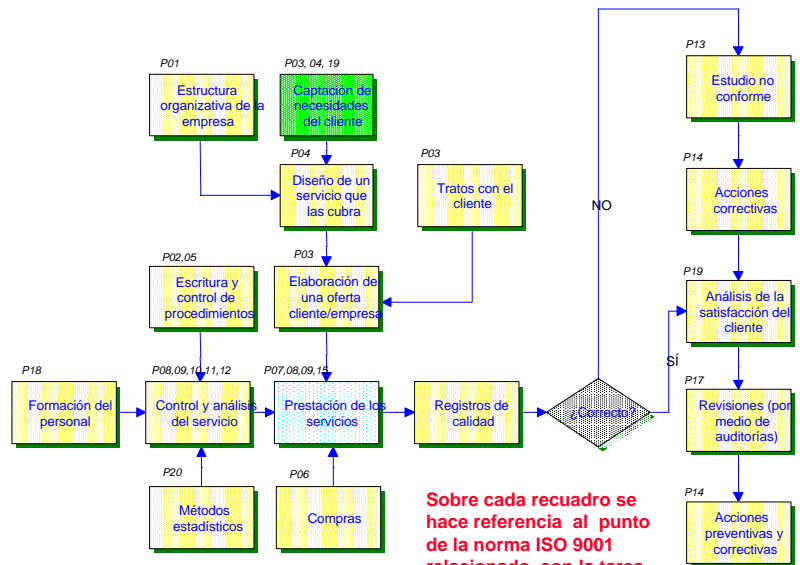 P01
Estructura
organizativa de la
empresa
P03, 04, 19
Captación de
necesidades
del cliente
P04
Diseño de un
servicio que
las cubra
P03
Tratos con el
cliente
P02,05
Escritura y
control de
procedimientos
P03
Elaboración de
una oferta
cliente/empresa
P18
Formación del
personal
P08,09,10,11,12
Control y análisis
del servicio
P07,08,09,15
Prestación de los
servicios
Registros de
calidad
¿Correcto?
NO
SÍ
P20
Métodos
estadísticos
P06
Compras
P13
Estudio no
conforme
P14
Acciones
correctivas
P19
Análisis de la
satisfacción del
cliente
P17
Revisiones (por
medio de
auditorías)
P14
Acciones
preventivas y
correctivas
Sobre cada recuadro se
hace referencia al punto
de la norma ISO 9001
relacionado con la tarea